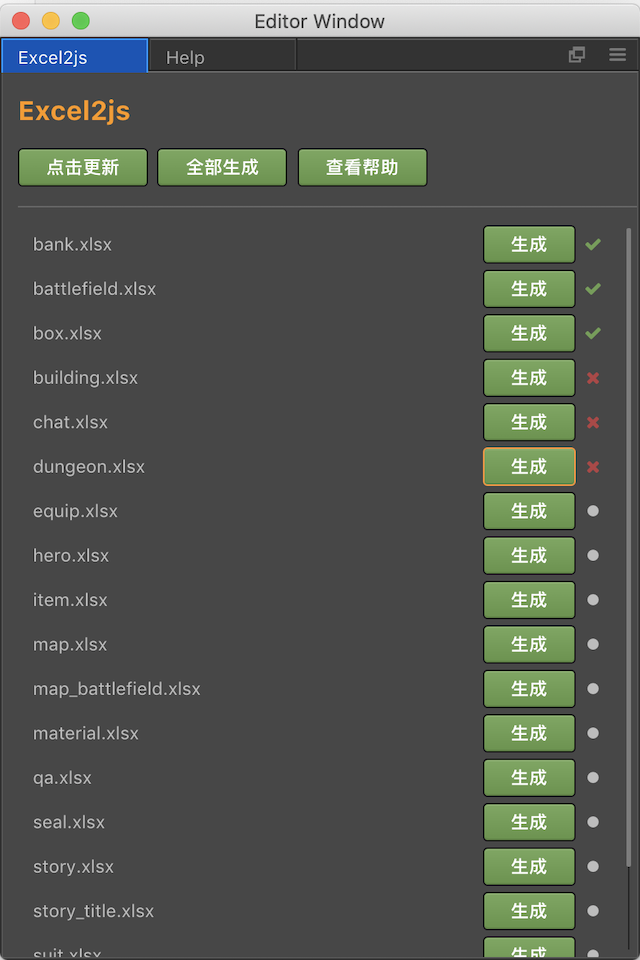 Editor Window
Excel2js Help
Excel2js
点击更新 全部生成 查看帮助
bank.xlsx 生成
battlefield.xlsx 生成
box.xlsx 生成
building.xlsx 生成
chat.xlsx 生成
dungeon.xlsx 生成
equip.xlsx 生成
hero.xlsx 生成
item.xlsx 生成
map.xlsx 生成
map_battlefield.xlsx 生成
material.xlsx 生成
qa.xlsx 生成
seal.xlsx 生成
story.xlsx 生成
story_title.xlsx 生成
suit.xlsx 生成